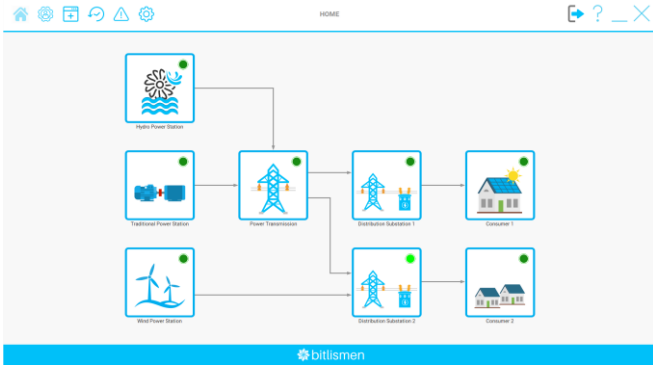 HOME
Hydro Power Station
Traditional Power Station
Power Transmission
Distribution Substation 1
Consumer 1
Wind Power Station
Distribution Substation 2
Consumer 2
bitlismen